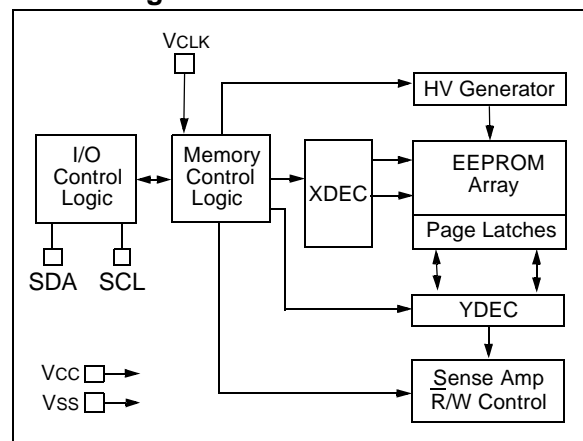 VCLK
HV Generator
I/O
Control
Logic
Memory
Control
Logic
XDEC
EEPROM
Array
Page Latches
SDA
SCL
YDEC
VCC
VSS
Sense Amp
R/W Control